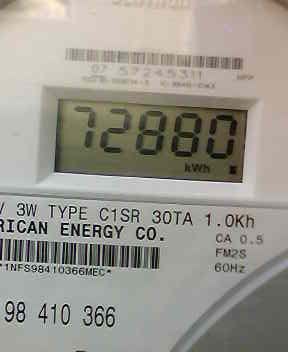 07 57245311
72880
kWh
V 3W TYPE C1SR 30TA 1.0Kh
RICAN ENERGY CO.
CA 0.5
FM2S
60Hz
*1NFS98410366MEC*
98 410 366